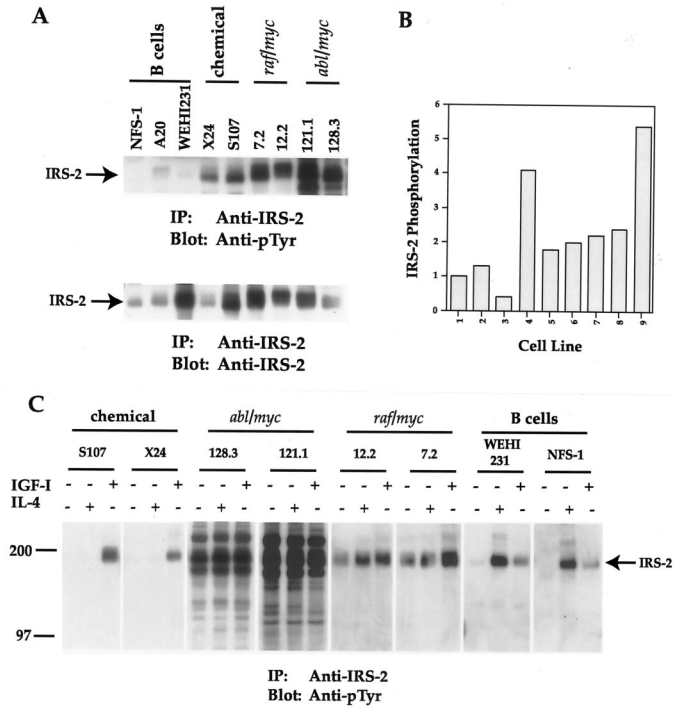 A
B cells
chemical
raf/myc
abl/myc
NFS-1
A20
WEHI231
X24
S107
7.2
12.2
121.1
128.3
IRS-2
IP: Anti-IRS-2
Blot: Anti-pTyr
IRS-2
IP: Anti-IRS-2
Blot: Anti-IRS-2
B
IRS-2 Phosphorylation
6
5
4
3
2
1
0
1 2 3 4 5 6 7 8 9
Cell Line
C
chemical abl/myc raf/myc B cells
S107 X24 128.3 121.1 12.2 7.2 WEHI 231 NFS-1
IGF-I - - + - - + - - + - - + - - + - - + - - + - - +
IL-4 - + - + - + - + - + - + - + - +
200
IRS-2
97
IP: Anti-IRS-2
Blot: Anti-pTyr